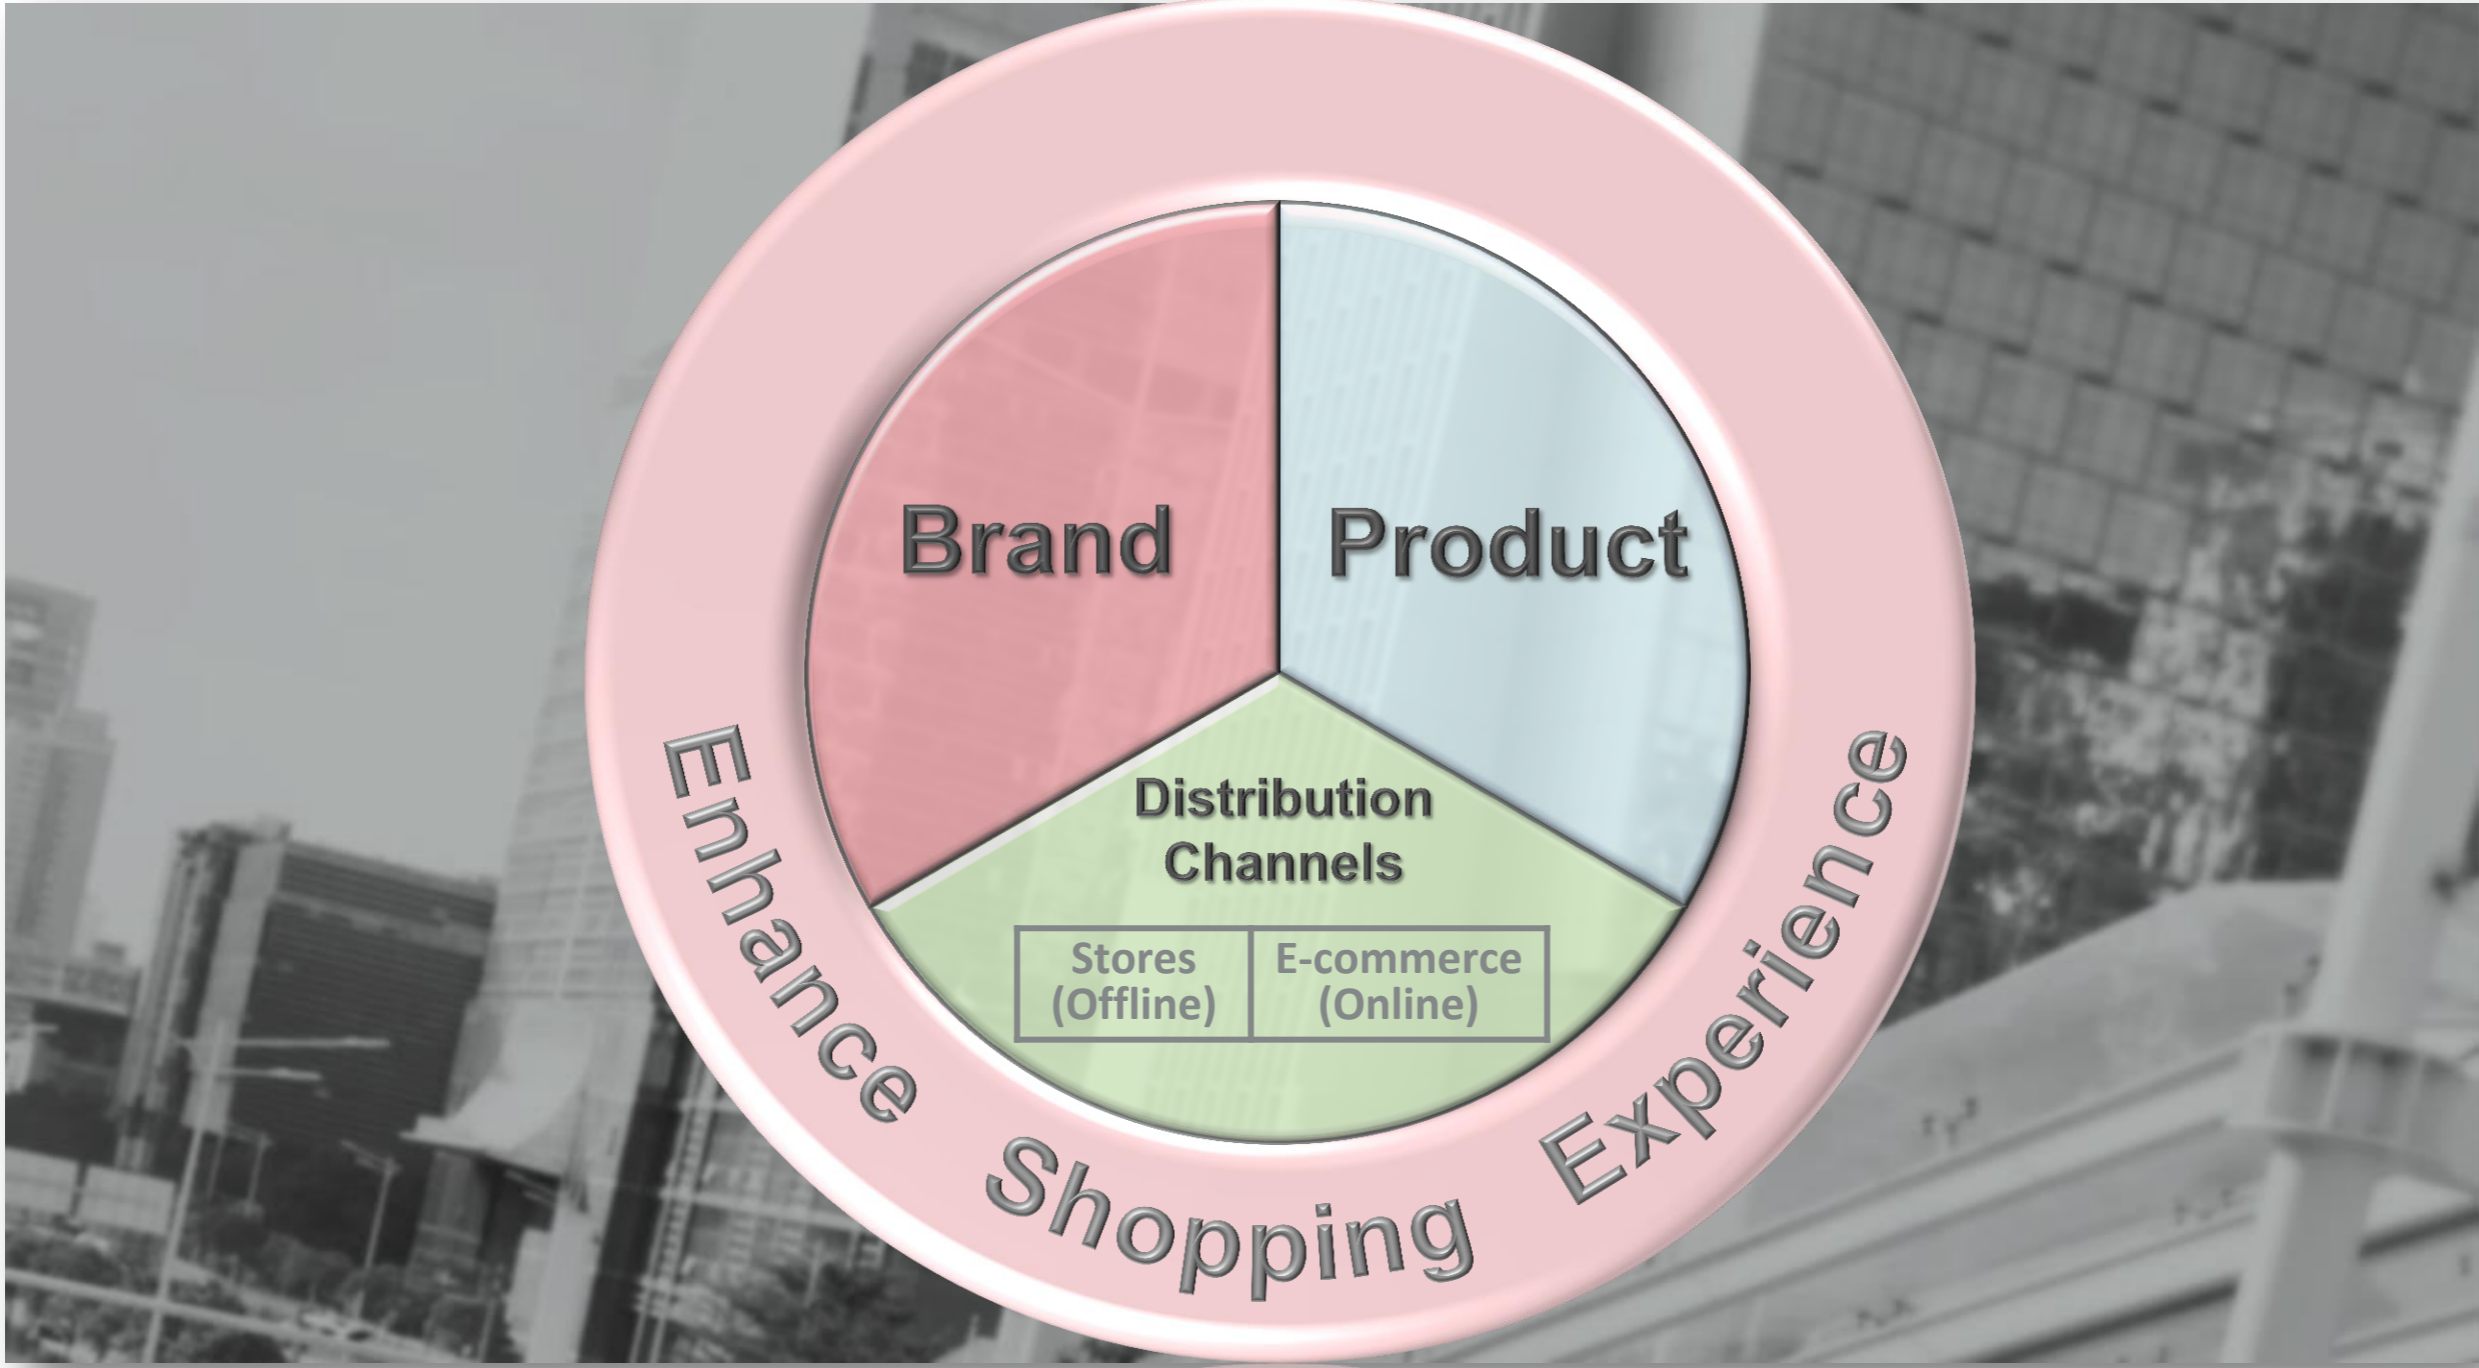 Brand
Product
Distribution
Channels
Stores
(Offline)
E-commerce
(Online)
Enhance Shopping Experience